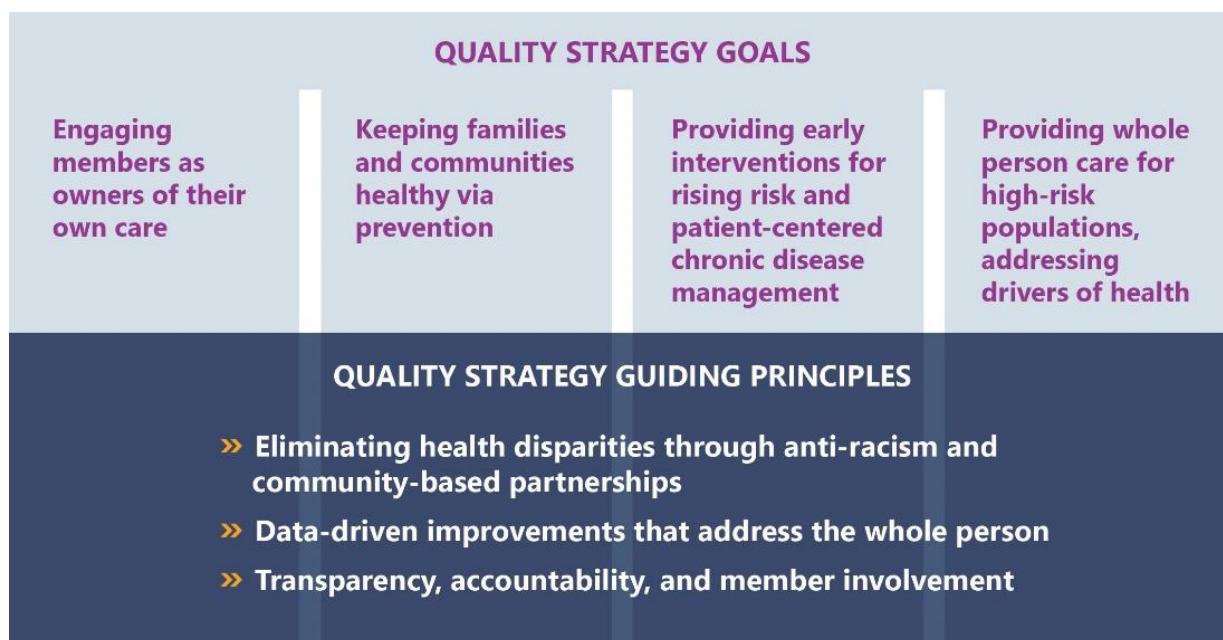 QUALITY STRATEGY GOALS
Engaging
members as
owners of their
own care
Keeping families
and communities
healthy via
prevention
Providing early
interventions for
rising risk and
patient-centered
chronic disease
management
Providing whole
person care for
high-risk
populations,
addressing
drivers of health
QUALITY STRATEGY GUIDING PRINCIPLES
» Eliminating health disparities through anti-racism and
community-based partnerships
» Data-driven improvements that address the whole person
» Transparency, accountability, and member involvement